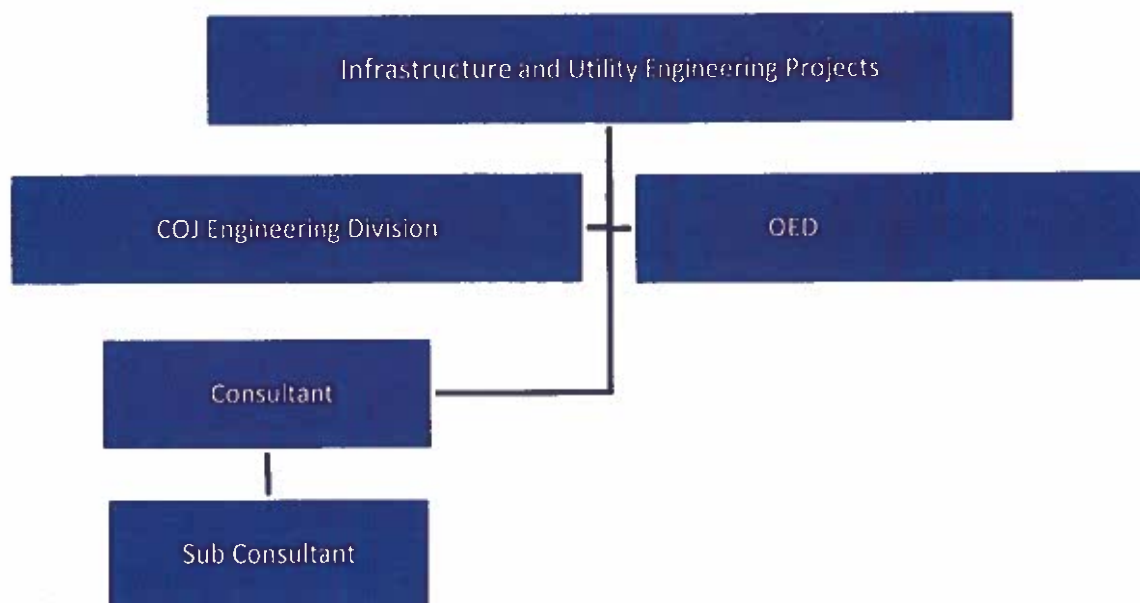 Infrastructure and Utility Engineering Projects
COJ Engineering Division
OED
Consultant
Sub Consultant